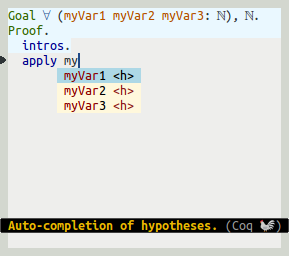 Goal ∀ (myVar1 myVar2 myVar3: ℕ), ℕ.
Proof.
intros.
apply my
myVar1 <h>
myVar2 <h>
myVar3 <h>
Auto-completion of hypotheses. (Coq 🐓)